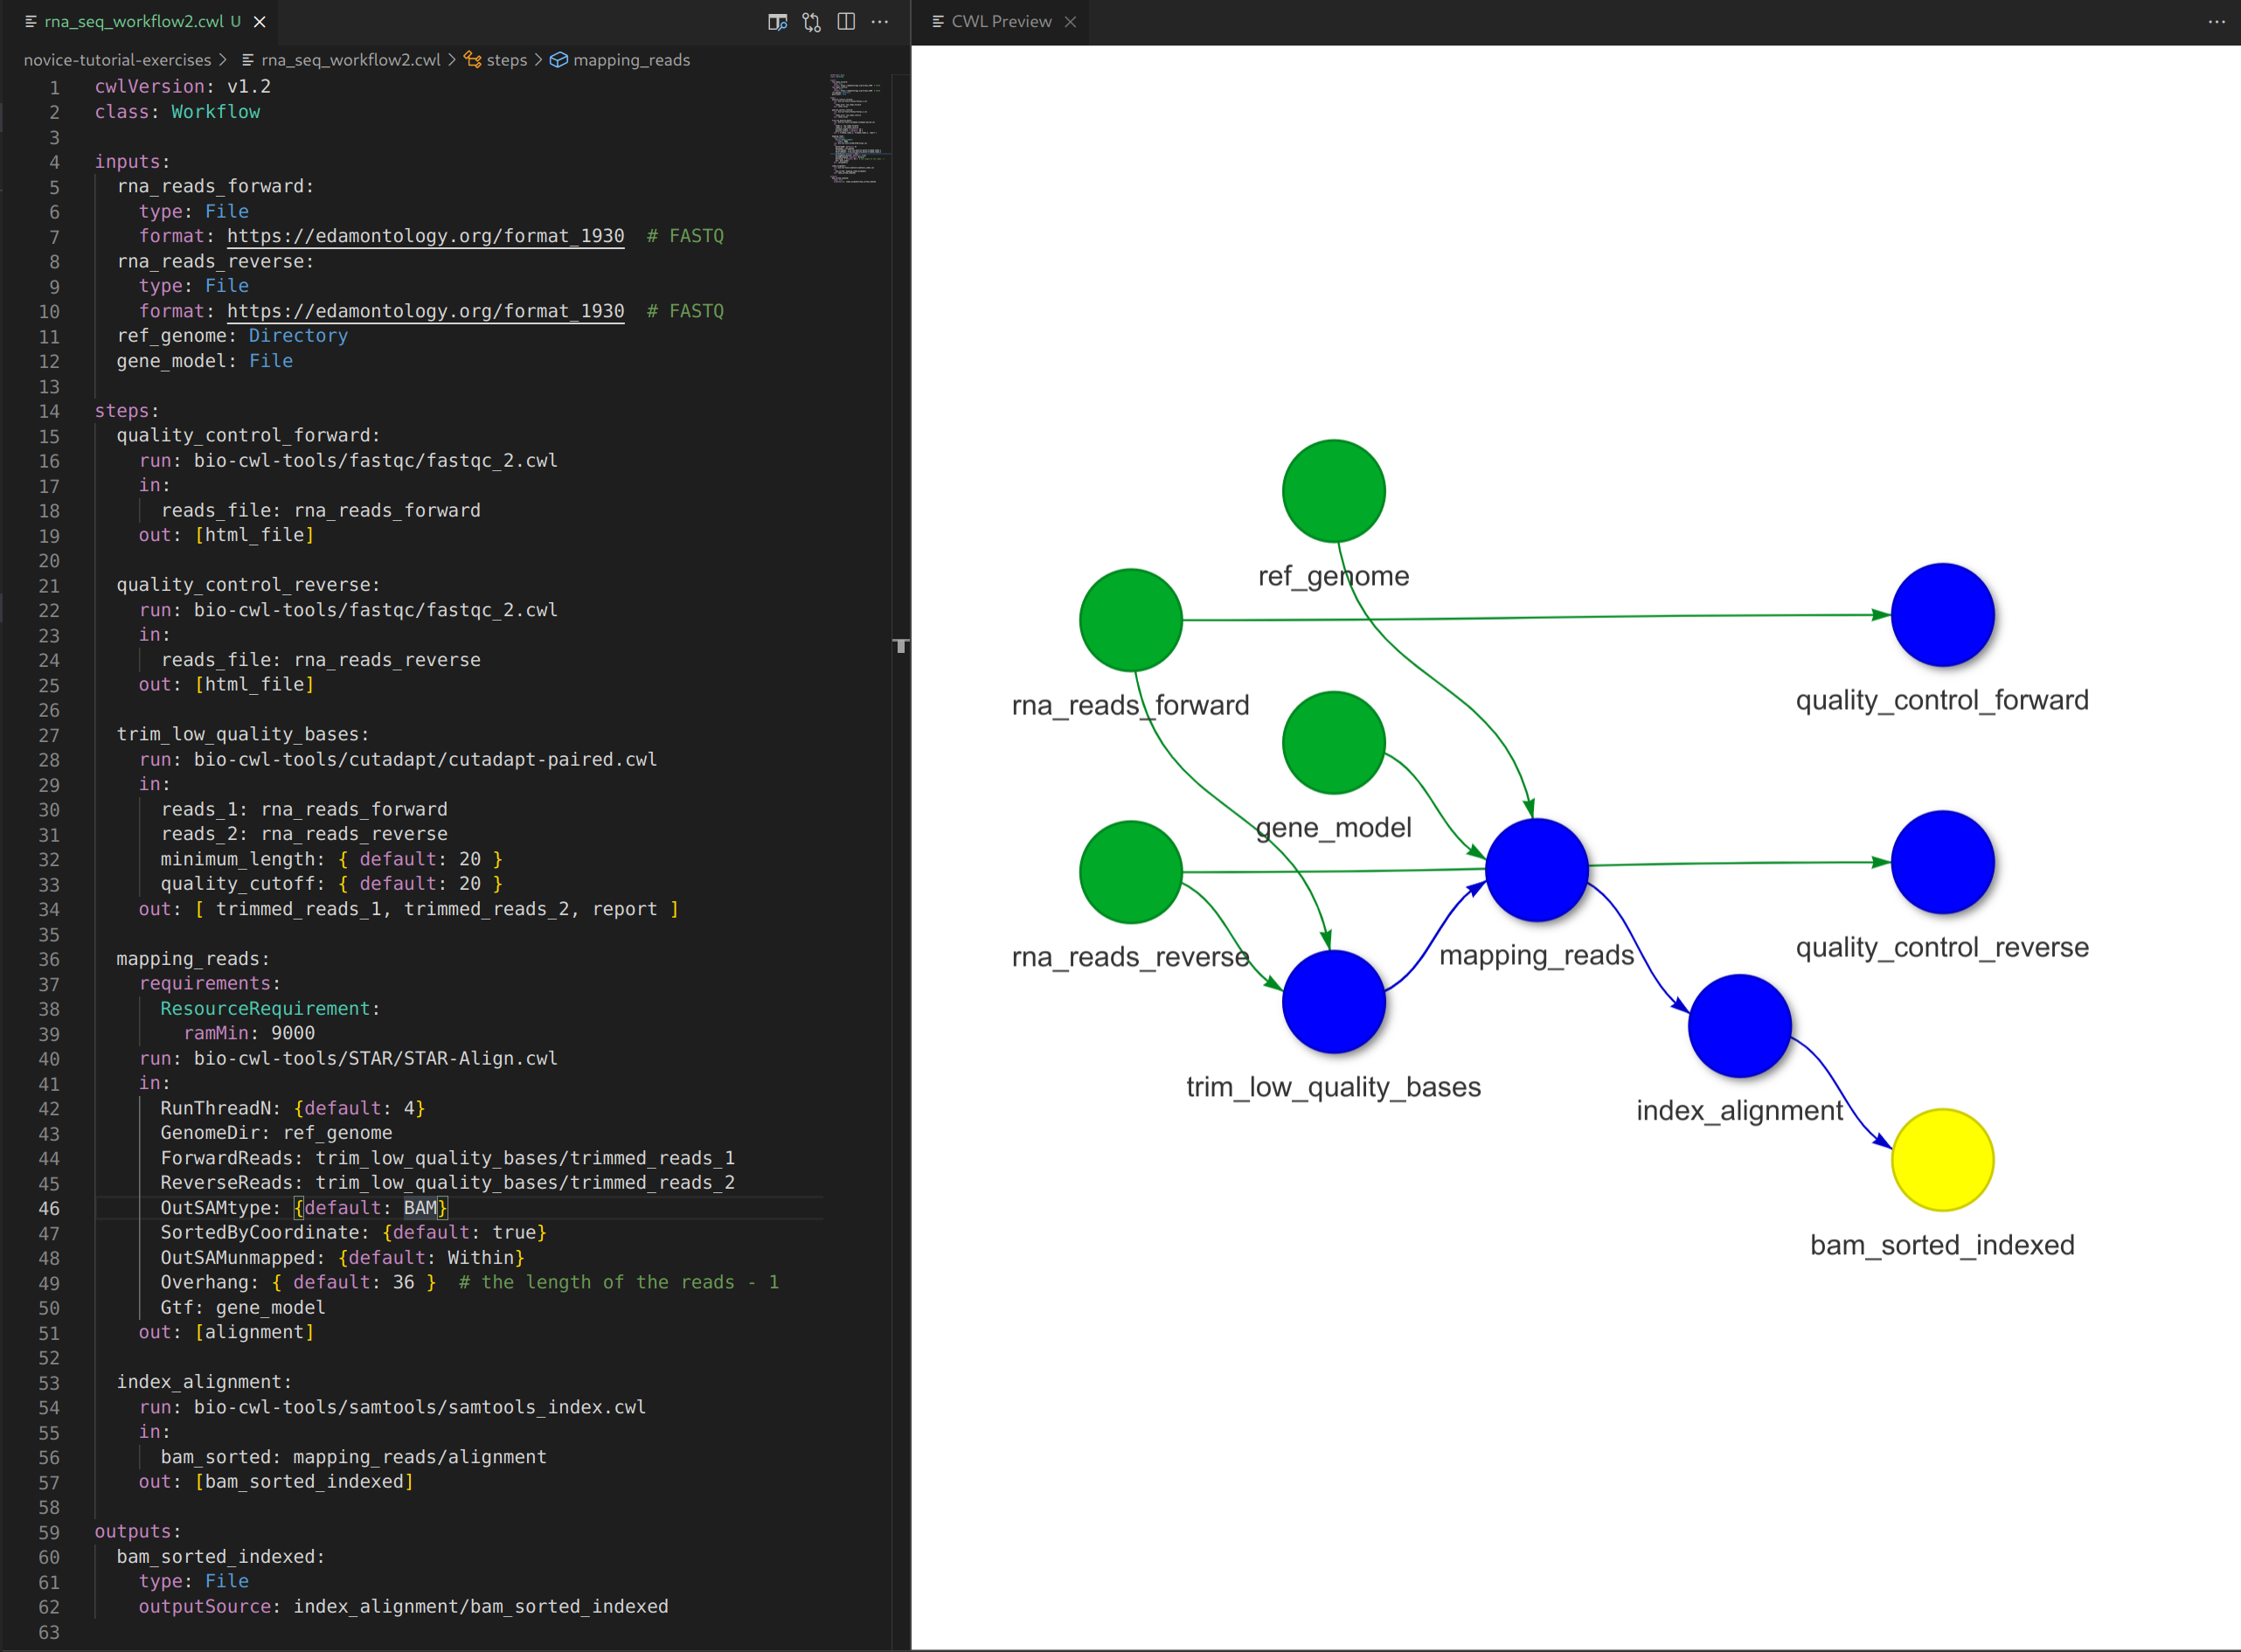 rna_seq_workflow2.cwl U
novice-tutorial-exercises > rna_seq_workflow2.cwl > steps > mapping_reads
1 cwlVersion: v1.2
2 class: Workflow
3
4 inputs:
5 rna_reads_forward:
6 type: File
7 format: https://edamontology.org/format_1930 # FASTQ
8 rna_reads_reverse:
9 type: File
10 format: https://edamontology.org/format_1930 # FASTQ
11 ref_genome: Directory
12 gene_model: File
13
14 steps:
15 quality_control_forward:
16 run: bio-cwl-tools/fastqc/fastqc_2.cwl
17 in:
18 reads_file: rna_reads_forward
19 out: [html_file]
20
21 quality_control_reverse:
22 run: bio-cwl-tools/fastqc/fastqc_2.cwl
23 in:
24 reads_file: rna_reads_reverse
25 out: [html_file]
26
27 trim_low_quality_bases:
28 run: bio-cwl-tools/cutadapt/cutadapt-paired.cwl
29 in:
30 reads_1: rna_reads_forward
31 reads_2: rna_reads_reverse
32 minimum_length: { default: 20 }
33 quality_cutoff: { default: 20 }
34 out: [ trimmed_reads_1, trimmed_reads_2, report ]
35
36 mapping_reads:
37 requirements:
38 ResourceRequirement:
39 ramMin: 9000
40 run: bio-cwl-tools/STAR/STAR-Align.cwl
41 in:
42 RunThreadN: {default: 4}
43 GenomeDir: ref_genome
44 ForwardReads: trim_low_quality_bases/trimmed_reads_1
45 ReverseReads: trim_low_quality_bases/trimmed_reads_2
46 OutSAMtype: {default: BAM}
47 SortedByCoordinate: {default: true}
48 OutSAMunmapped: {default: Within}
49 Overhang: { default: 36 } # the length of the reads - 1
50 Gtf: gene_model
51 out: [alignment]
52
53 index_alignment:
54 run: bio-cwl-tools/samtools/samtools_index.cwl
55 in:
56 bam_sorted: mapping_reads/alignment
57 out: [bam_sorted_indexed]
58
59 outputs:
60 bam_sorted_indexed:
61 type: File
62 outputSource: index_alignment/bam_sorted_indexed
63
CWL Preview
ref_genome
rna_reads_forward
quality_control_forward
gene_model
rna_reads_reverse
mapping_reads
quality_control_reverse
trim_low_quality_bases
index_alignment
bam_sorted_indexed